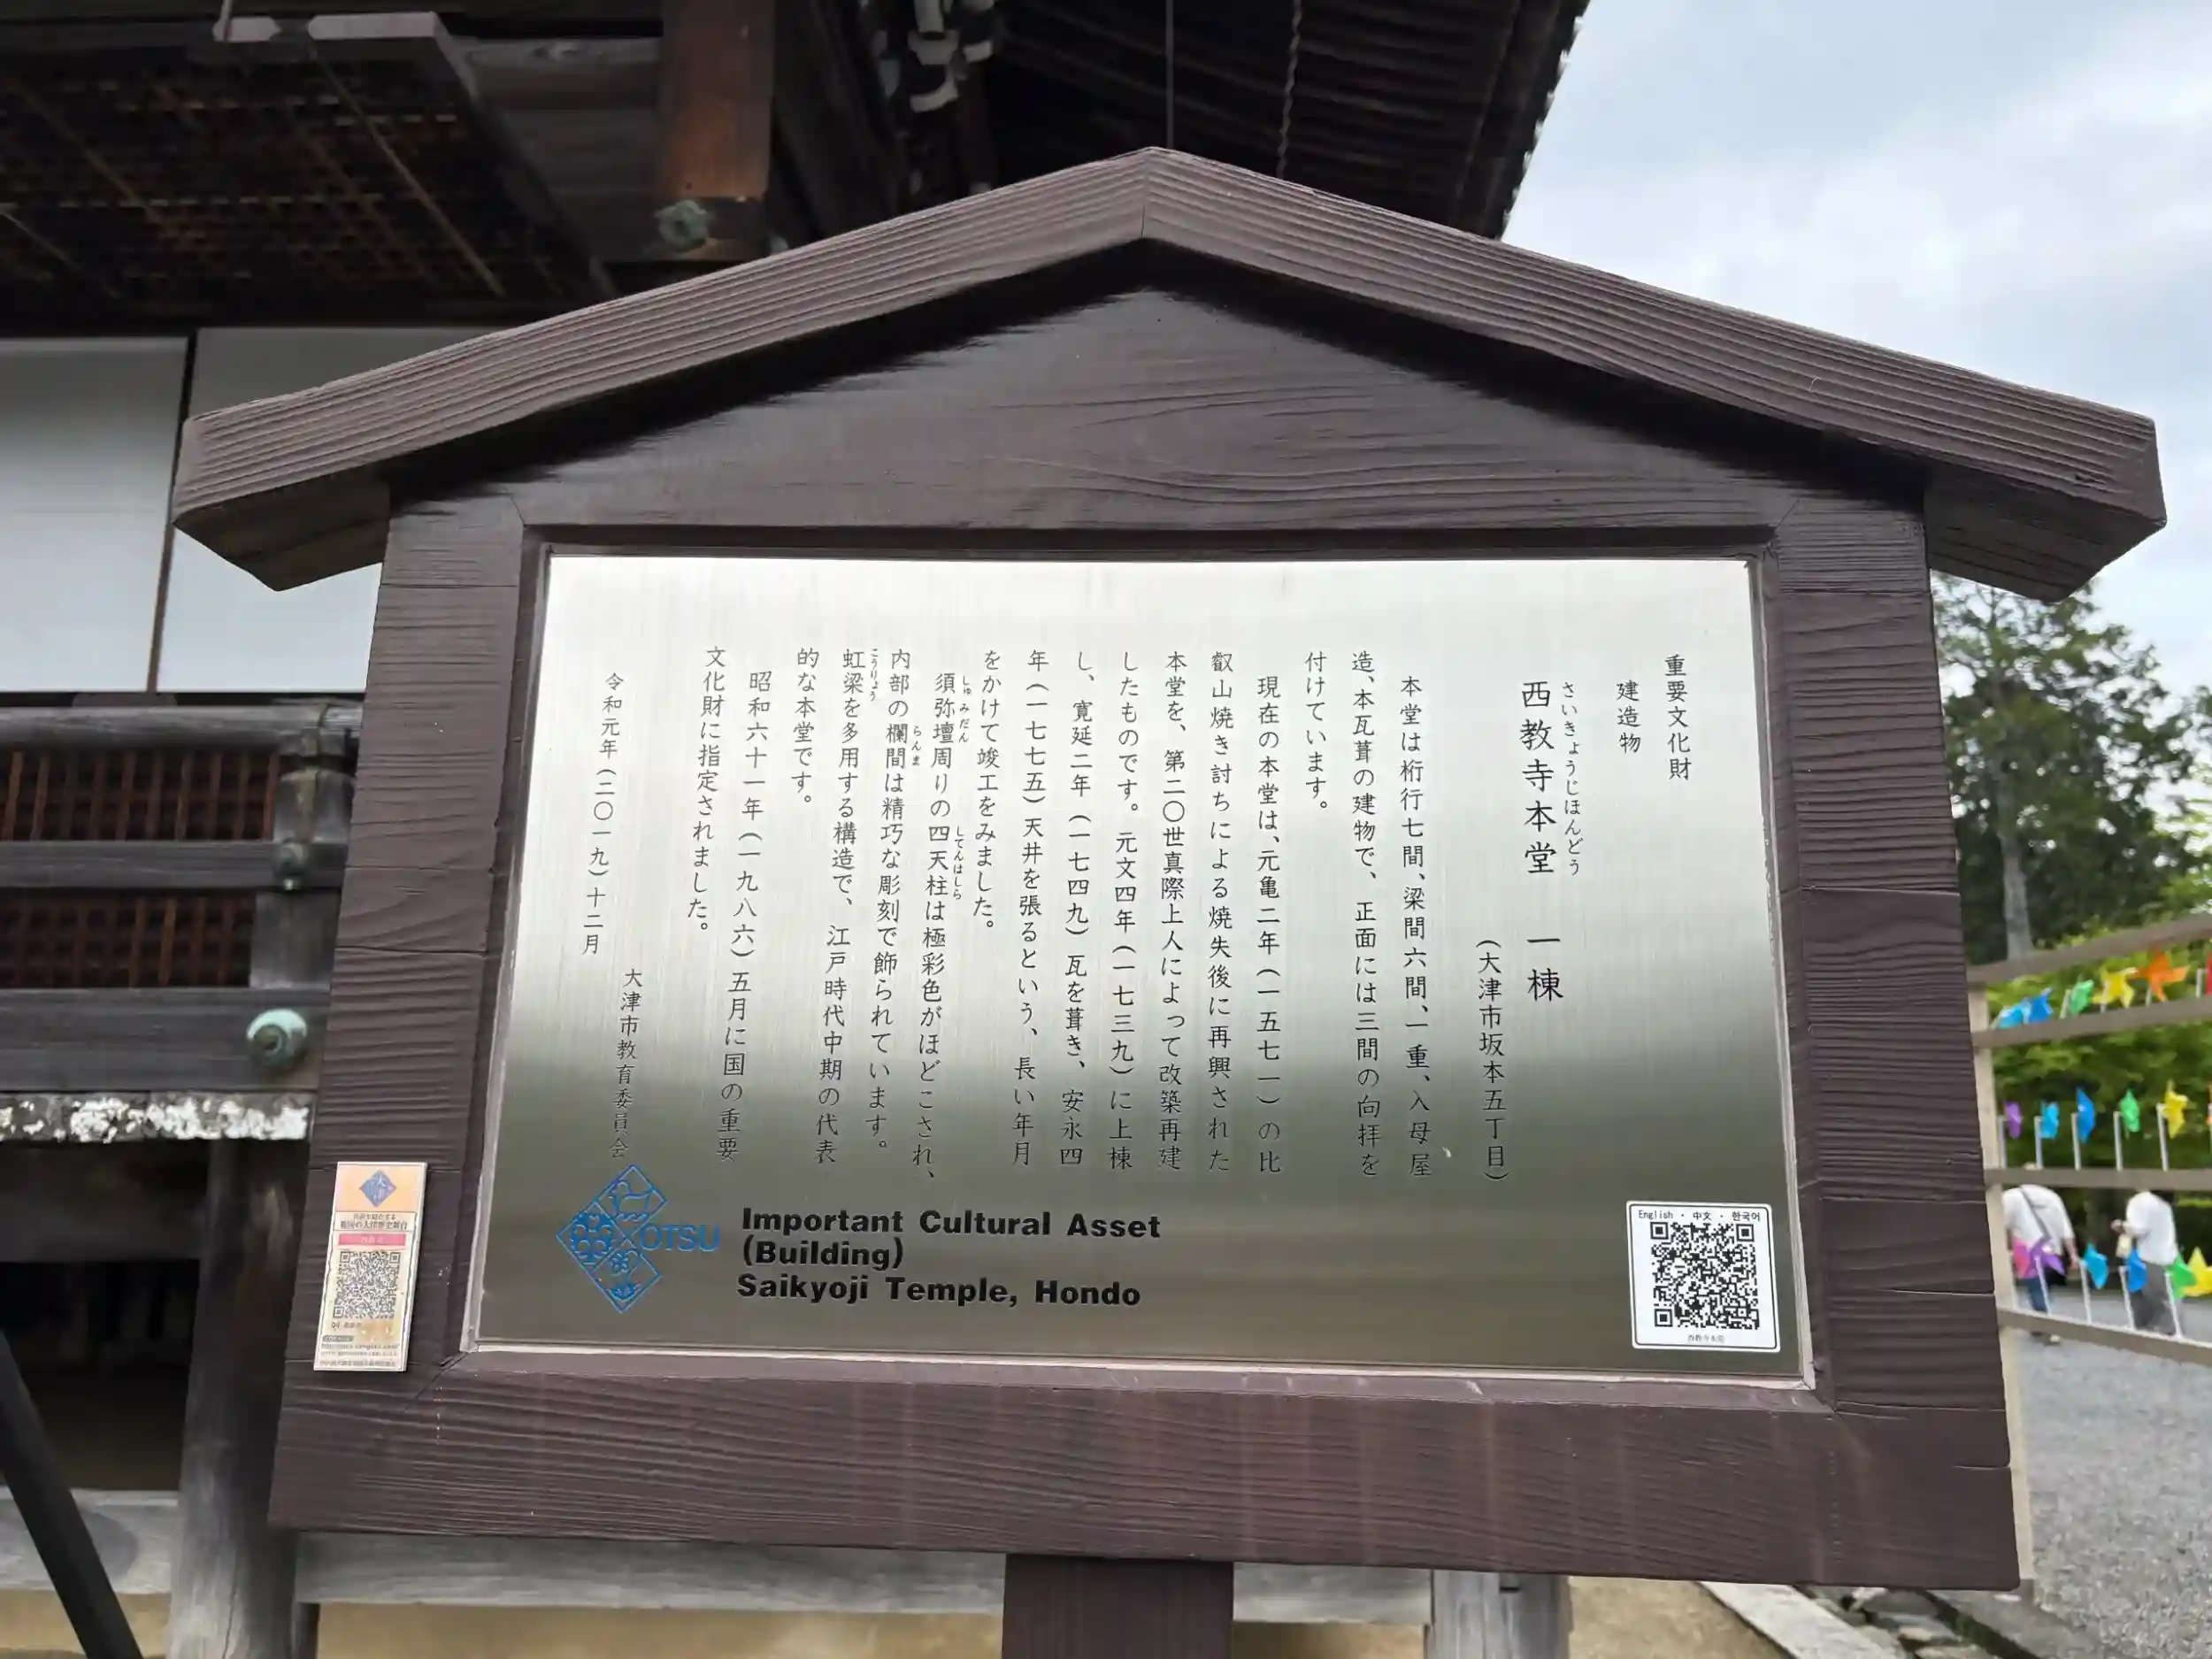 重要文化財
建造物
さいきょうじほんどう
西教寺本堂 一棟
(大津市坂本五丁目)
本堂は桁行七間、梁間六間、一重、入母屋
造、本瓦葺の建物で、正面には三間の向拝を
付けています。
現在の本堂は、元亀二年(一五七一)の比
叡山焼き討ちによる焼失後に再興された
本堂を、第二〇世真際上人によって改築再建
したものです。元文四年(一七三九)に上棟
し、寛延二年(一七四九)瓦を葺き、安永四
年(一七七五)天井を張るという、長い年月
をかけて竣工をみました。
しゅみだん してんはしら
須弥壇周りの四天柱は極彩色がほどこされ、
らんま
内部の欄間は精巧な彫刻で飾られています。
こうりょう
虹梁を多用する構造で、江戸時代中期の代表
的な本堂です。
昭和六十一年(一九八六)五月に国の重要
文化財に指定されました。
大津市教育委員会
令和元年(二〇一九)十二月
OTSU
Important Cultural Asset
(Building)
Saikyoji Temple, Hondo
English・中文・한국어
西教寺本堂
大津
戦国の大津歴史舞台